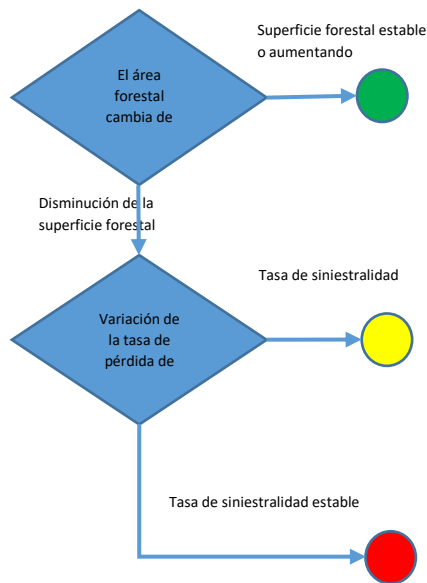 Superficie forestal estable
o aumentando
El área
forestal
cambia de
Disminución de la
superficie forestal
Tasa de siniestralidad
Variación de
la tasa de
pérdida de
Tasa de siniestralidad estable